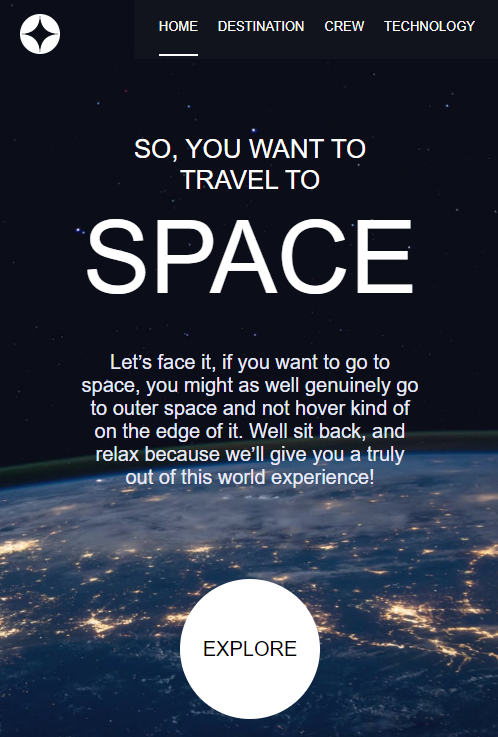 HOME DESTINATION CREW TECHNOLOGY
SO, YOU WANT TO
TRAVEL TO
SPACE
Let’s face it, if you want to go to
space, you might as well genuinely go
to outer space and not hover kind of
on the edge of it. Well sit back, and
relax because we’ll give you a truly
out of this world experience!
EXPLORE